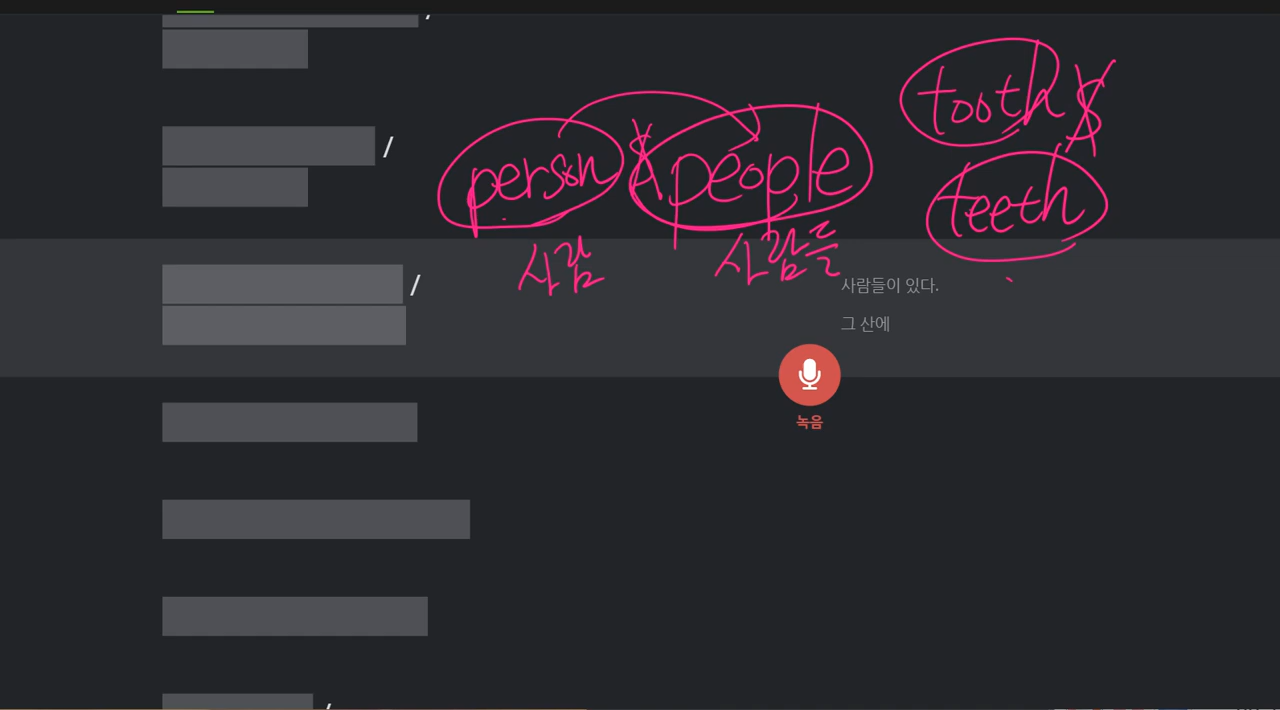 /
/
person s people
사람 사람들
tooth s
teeth
/
사람들이 있다.
그 산에
녹음
/